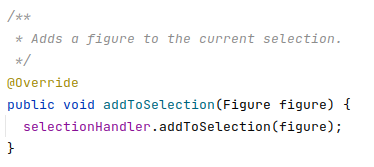 /**
 * Adds a figure to the current selection.
 */
@Override
public void addToSelection(Figure figure) {
  selectionHandler.addToSelection(figure);
}